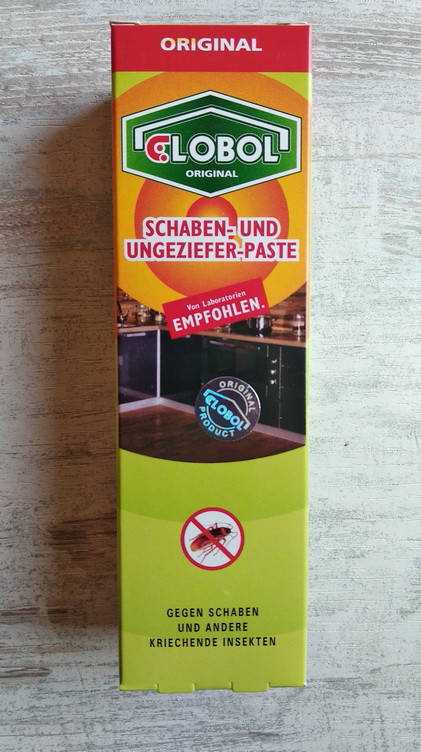 ORIGINAL
GLOBOL
ORIGINAL
SCHABEN- UND
UNGEZIEFER-PASTE
Von Laboratorien
EMPFOHLEN.
ORIGINAL
GLOBOL
PRODUCT
GEGEN SCHABEN
UND ANDERE
KRIECHENDE INSEKTEN